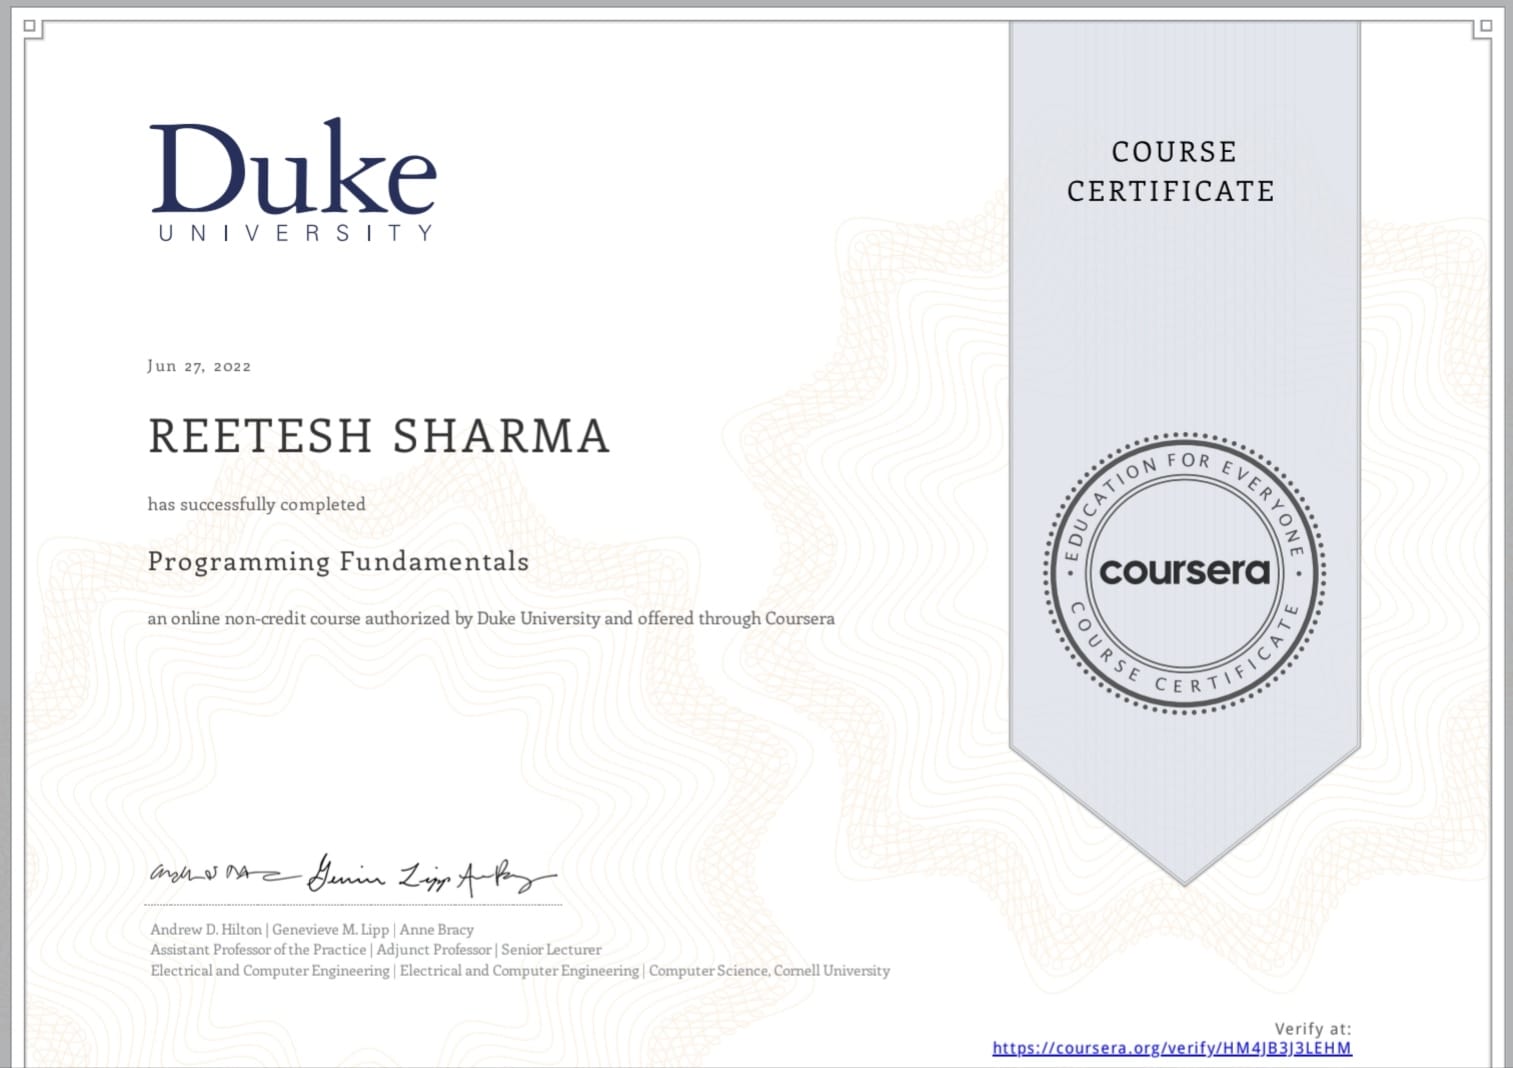 Duke
UNIVERSITY
COURSE
CERTIFICATE
Jun 27, 2022
REETESH SHARMA
has successfully completed
Programming Fundamentals
an online non-credit course authorized by Duke University and offered through Coursera
EDUCATION FOR EVERYONE
coursera
COURSE CERTIFICATE
Andrew D. Hilton | Genevieve M. Lipp | Anne Bracy
Assistant Professor of the Practice | Adjunct Professor | Senior Lecturer
Electrical and Computer Engineering | Electrical and Computer Engineering | Computer Science, Cornell University
Verify at:
https://coursera.org/verify/HM4JB3J3LEHM